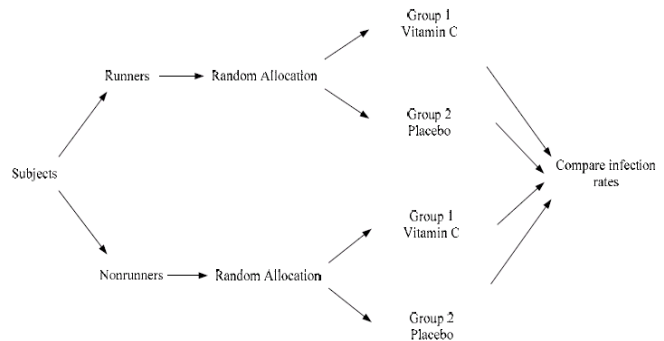 Group 1
Vitamin C
Runners
Random Allocation
Group 2
Placebo
Subjects
Compare infection
rates
Group 1
Vitamin C
Nonrunners
Random Allocation
Group 2
Placebo